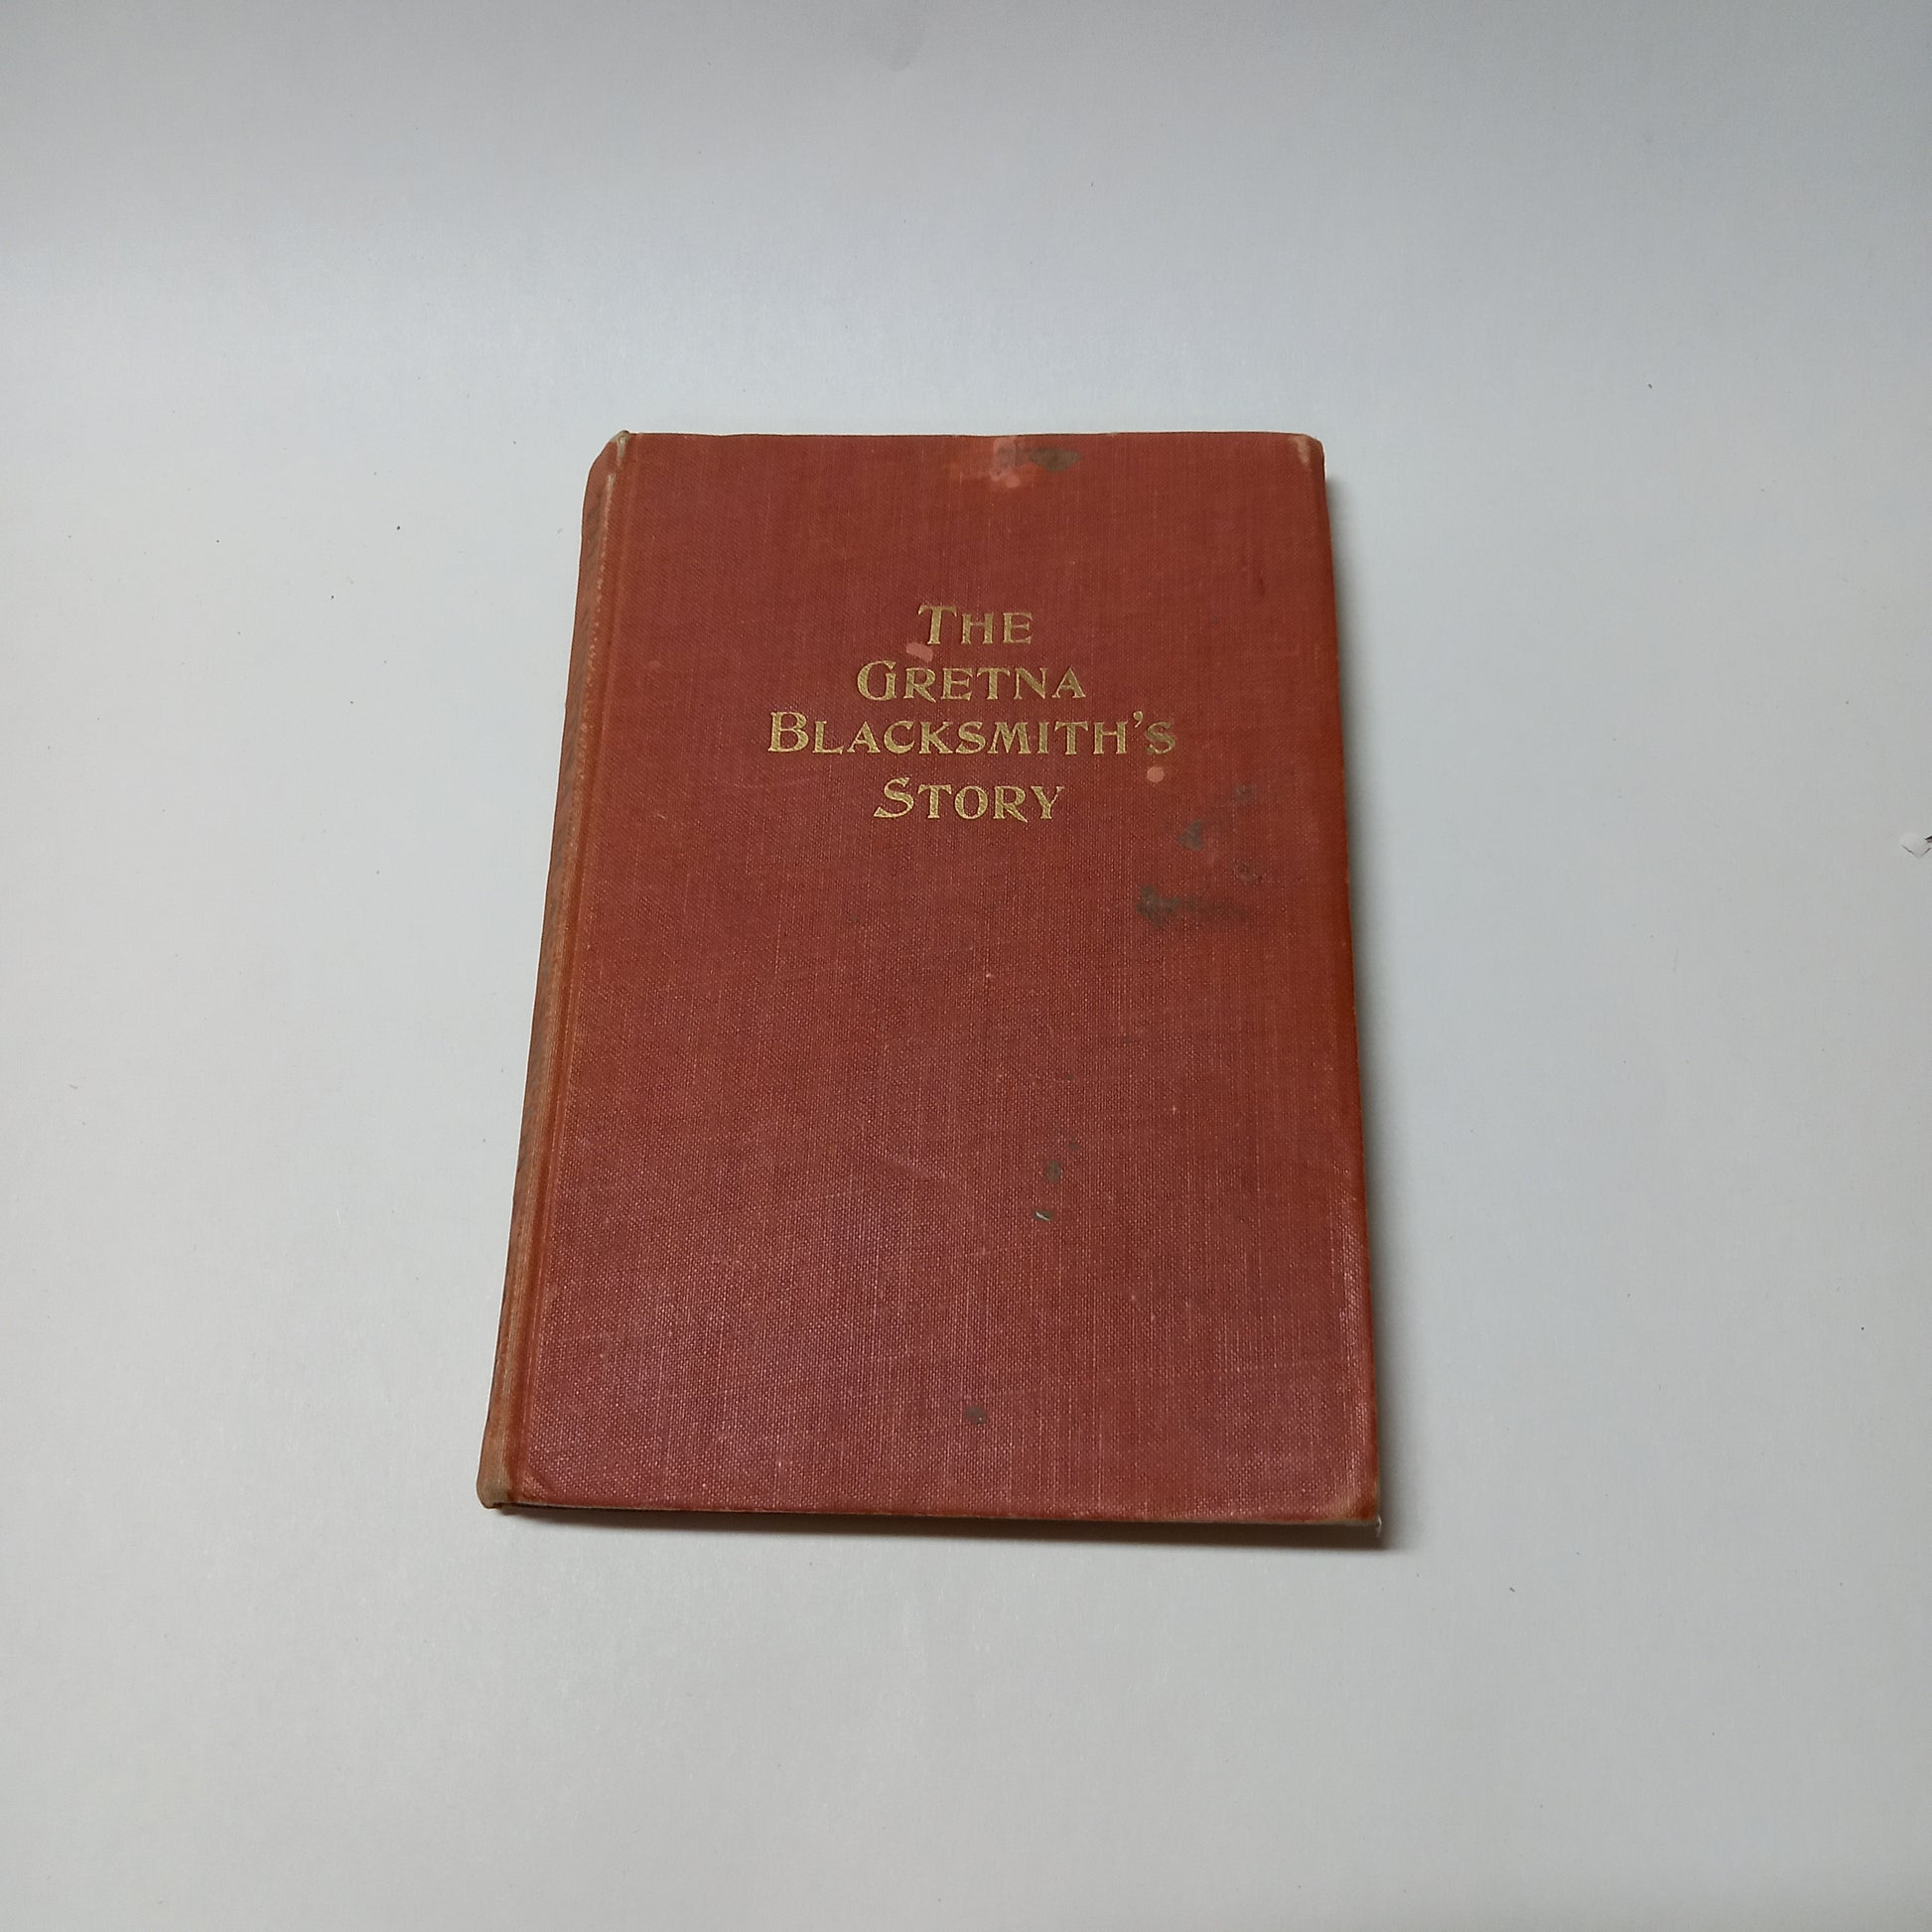 The
Gretna
Blacksmith's
Story